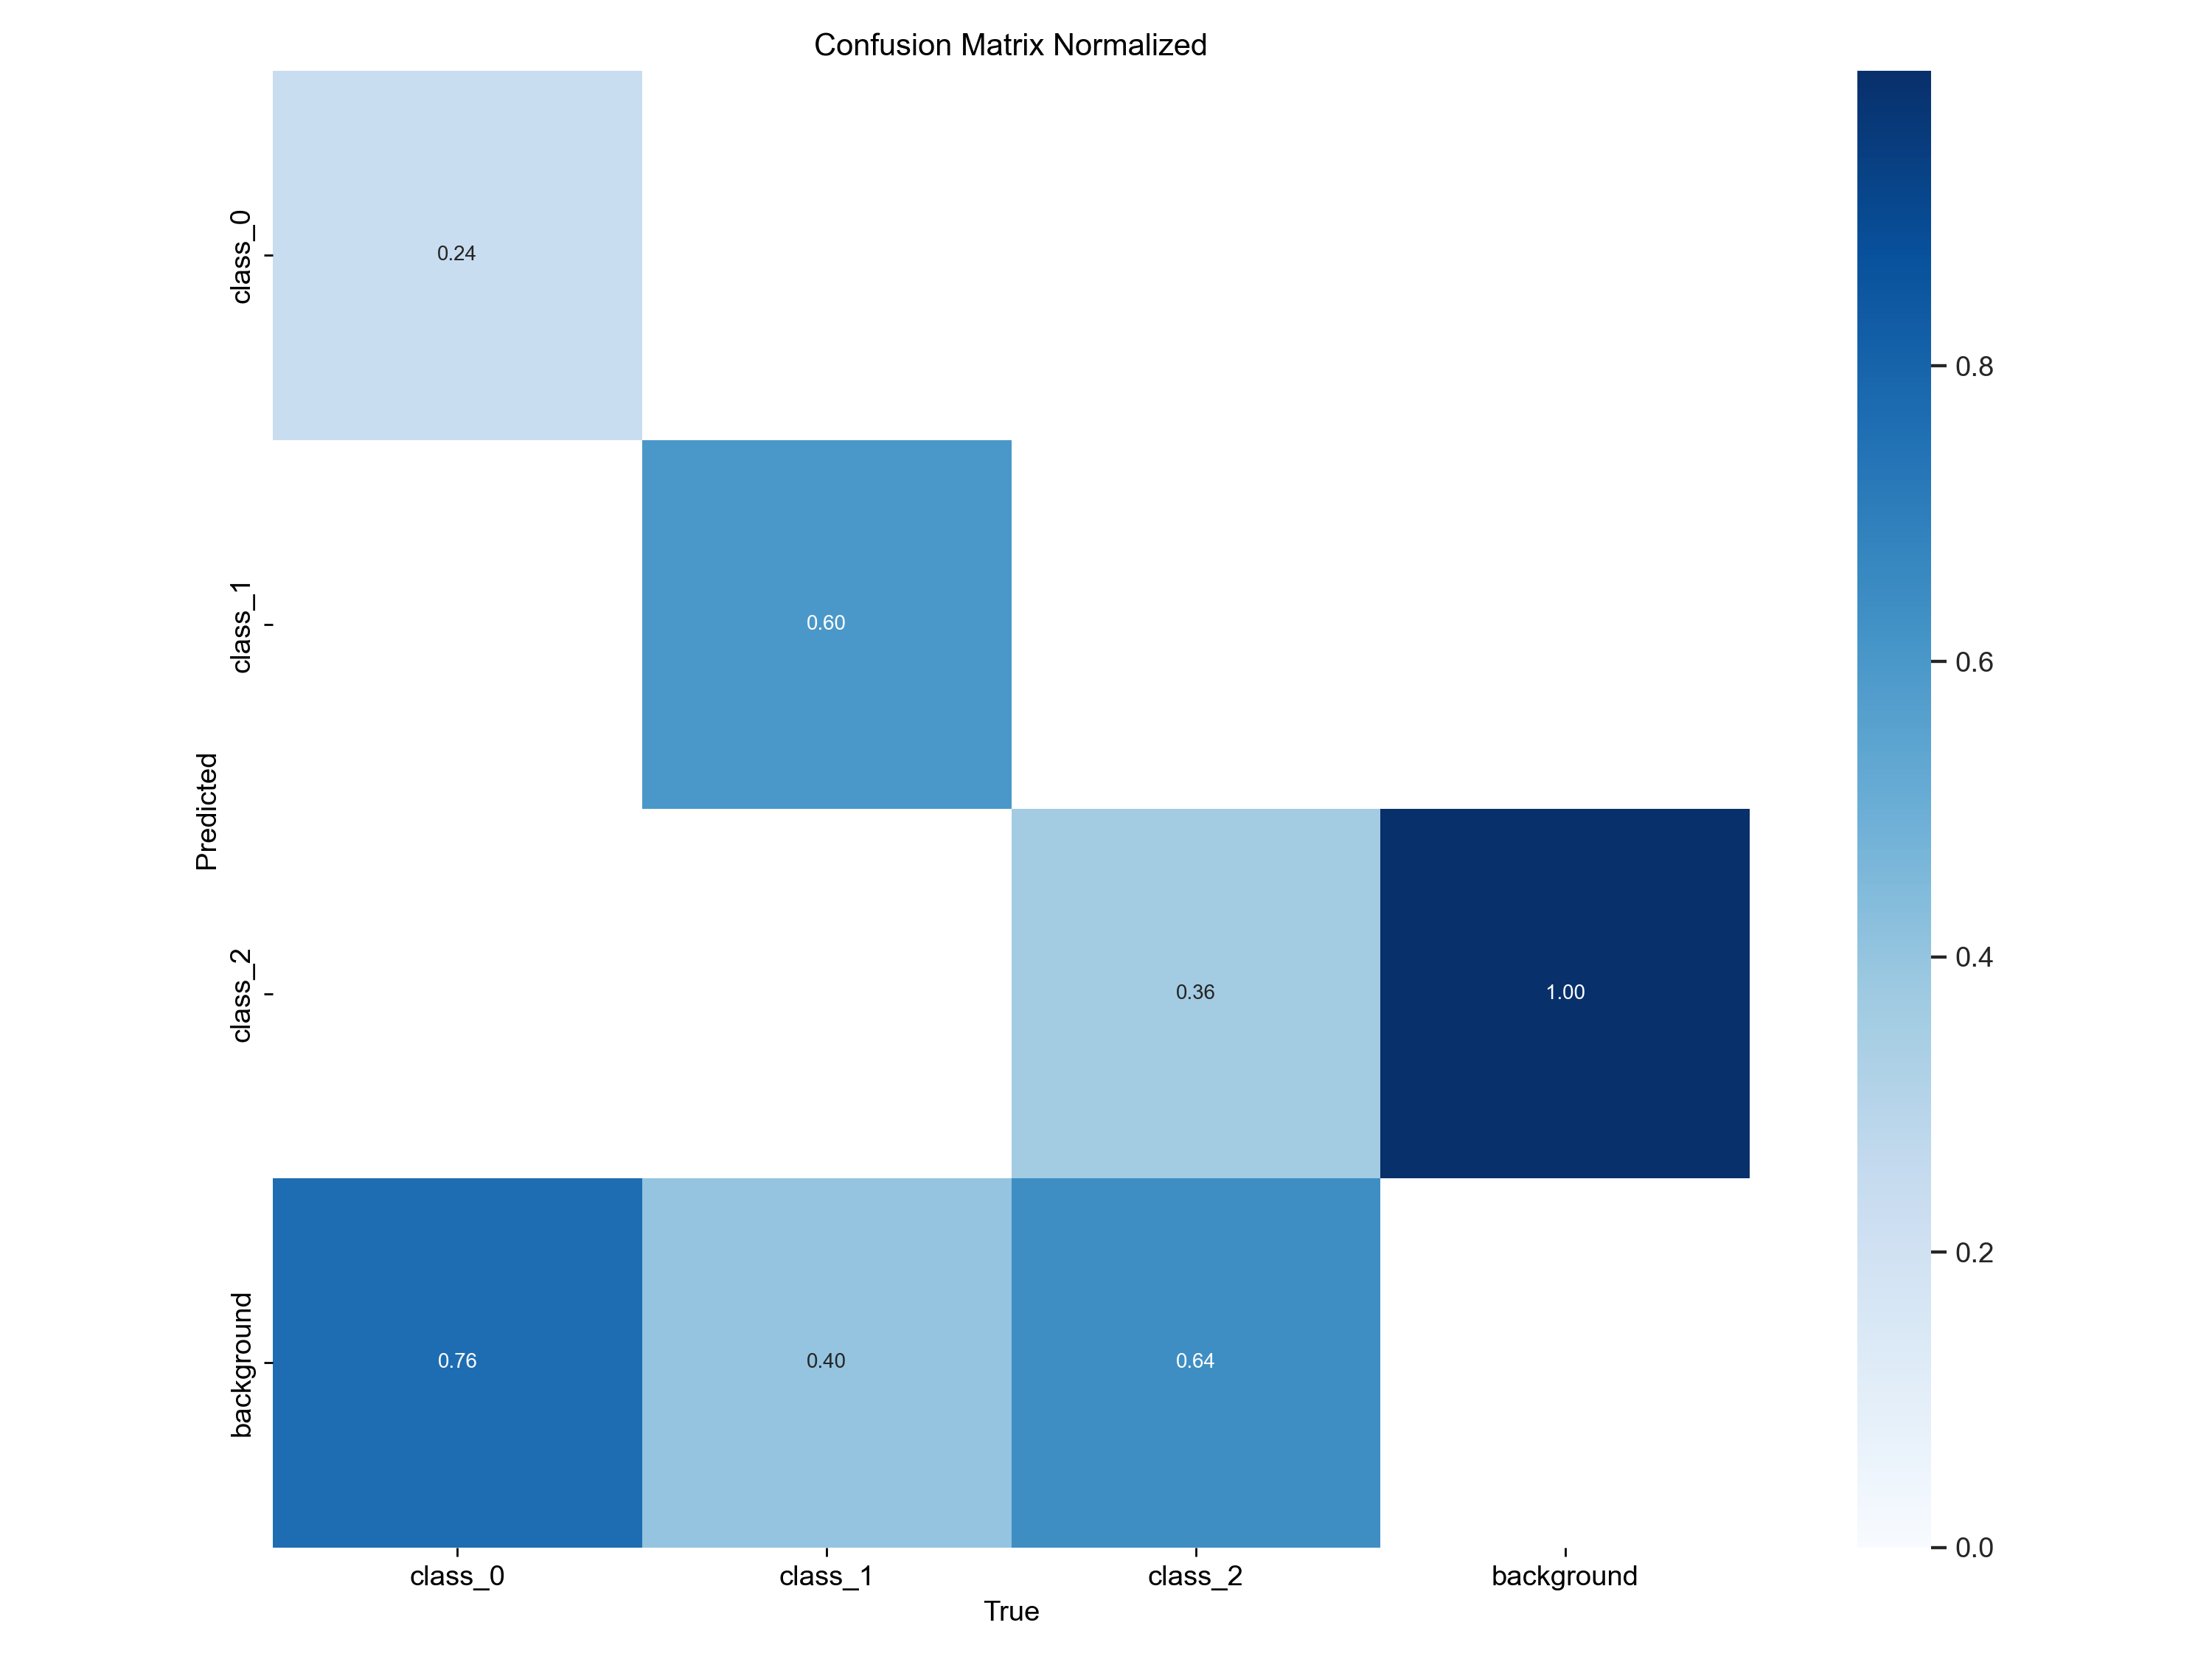 Confusion Matrix Normalized
class_0
0.24
0.8
class_1
0.60
0.6
Predicted
class_2
0.36
1.00
0.4
background
0.76
0.40
0.64
0.2
0.0
class_0
class_1
class_2
background
True